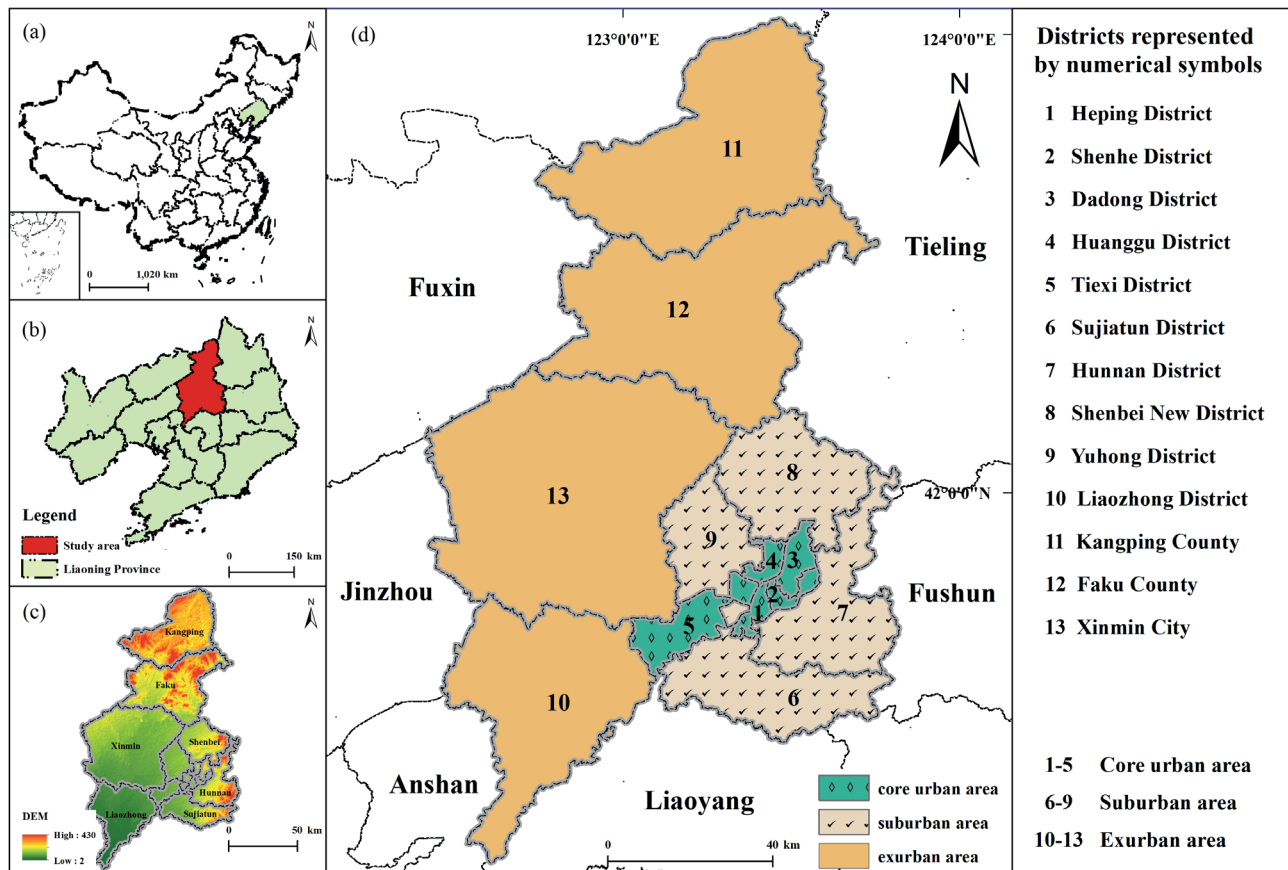 (a)
N
0 1,020 km
(b)
N
Legend
Study area
Liaoning Province
0 150 km
(c)
N
Kangping
Faku
Xinmin
Shenbei
Hunnan
Liaozhong
Sujiatun
DEM
High : 430
Low : 2
0 50 km
(d)
123°0'0"E
124°0'0"E
N
11
Tieling
Fuxin
12
8
42°0'0"N
13
9
4
3
Jinzhou
2
Fushun
1
7
5
6
10
Anshan
Liaoyang
core urban area
suburban area
exurban area
0 40 km
Districts represented
by numerical symbols
1 Heping District
2 Shenhe District
3 Dadong District
4 Huanggu District
5 Tiexi District
6 Sujiatun District
7 Hunnan District
8 Shenbei New District
9 Yuhong District
10 Liaozhong District
11 Kangping County
12 Faku County
13 Xinmin City
1-5 Core urban area
6-9 Suburban area
10-13 Exurban area